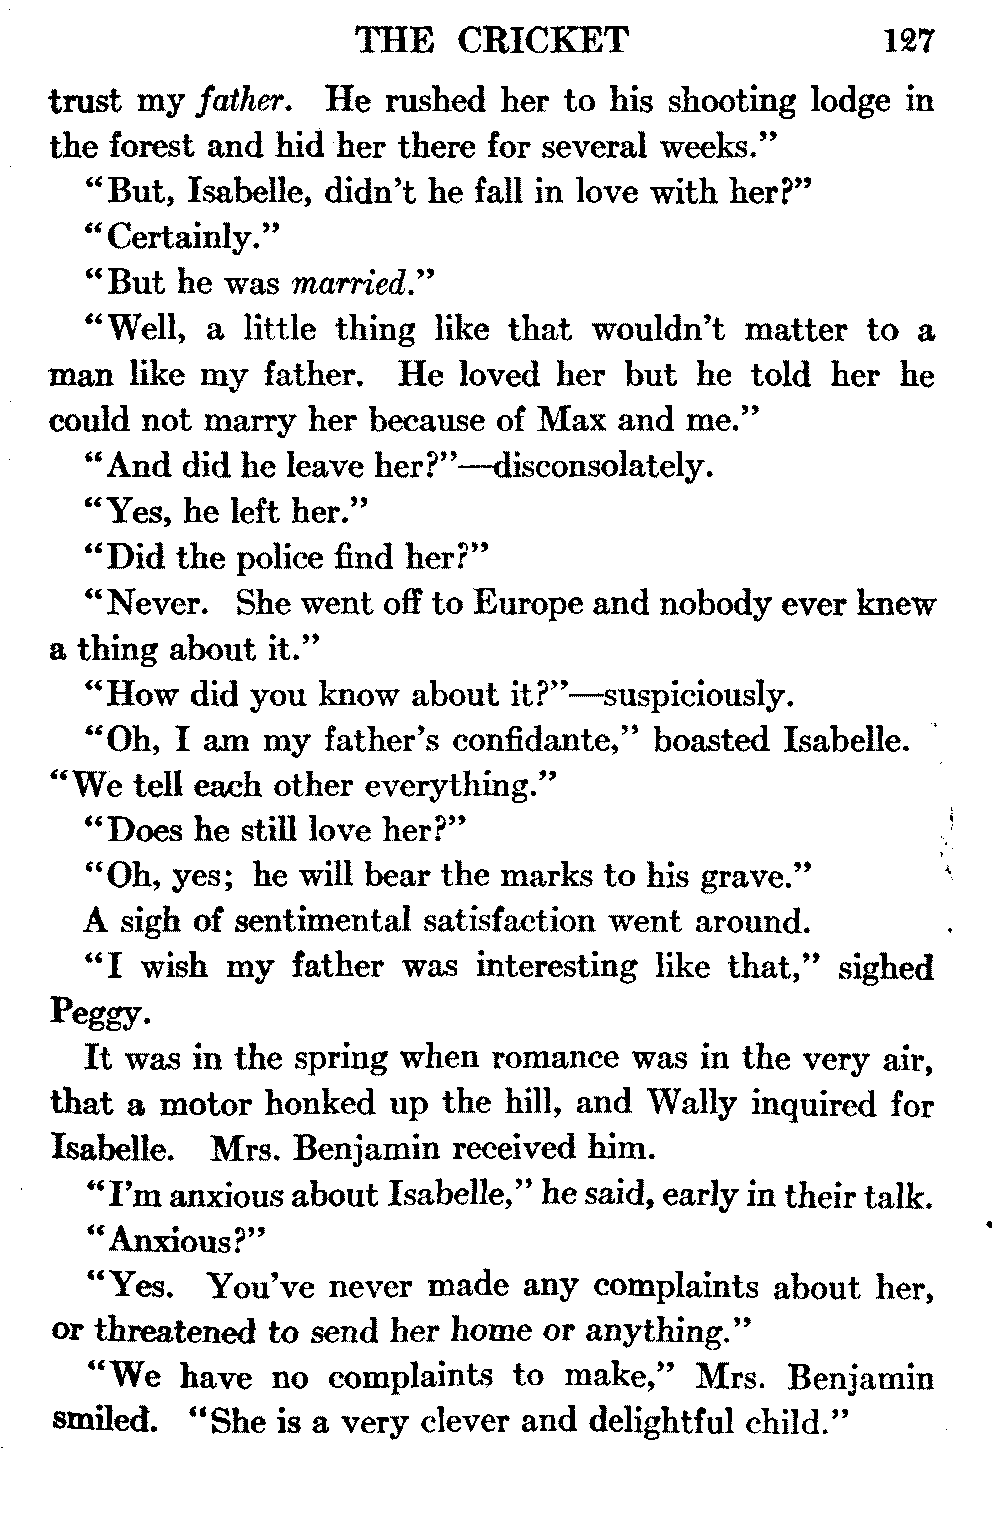 THE CRICKET 127
trust my father. He rushed her to his shooting lodge in
the forest and hid her there for several weeks.”
“But, Isabelle, didn’t he fall in love with her?”
“Certainly.”
“But he was married.”
“Well, a little thing like that wouldn’t matter to a
man like my father. He loved her but he told her he
could not marry her because of Max and me.”
“And did he leave her?”—disconsolately.
“Yes, he left her.”
“Did the police find her?”
“Never. She went off to Europe and nobody ever knew
a thing about it.”
“How did you know about it?”—suspiciously.
“Oh, I am my father’s confidante,” boasted Isabelle.
“We tell each other everything.”
“Does he still love her?”
“Oh, yes; he will bear the marks to his grave.”
A sigh of sentimental satisfaction went around.
“I wish my father was interesting like that,” sighed
Peggy.
It was in the spring when romance was in the very air,
that a motor honked up the hill, and Wally inquired for
Isabelle. Mrs. Benjamin received him.
“I’m anxious about Isabelle,” he said, early in their talk.
“Anxious?”
“Yes. You’ve never made any complaints about her,
or threatened to send her home or anything.”
“We have no complaints to make,” Mrs. Benjamin
smiled. “She is a very clever and delightful child.”